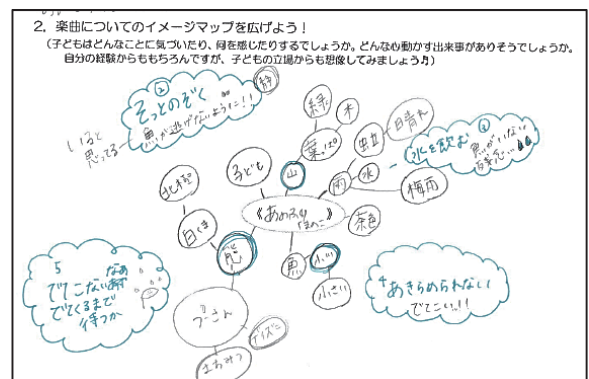 2. 楽曲についてのイメージマップを広げよう！
（子どもはどんなことに気づいたり、何を感じたりするでしょうか。どんな心動かす出来事がありそうでしょうか。
自分の経験からももちろんですが、子どもの立場からも想像してみましょう♫）
②
静
そっとのぞく
魚が逃げないように！！
いると
思ってる
緑
木
葉っぱ
山
子ども
虹
晴れ
雨
水
梅雨
水を飲む
魚がいない
北極
白くま
《あめふりくまのこ》
茶色
熊
魚
小川
小さい
プーさん
はちみつ
5
でてこないなぁ
でてくるまで
待つか
4
あきらめられない
でてこい！！